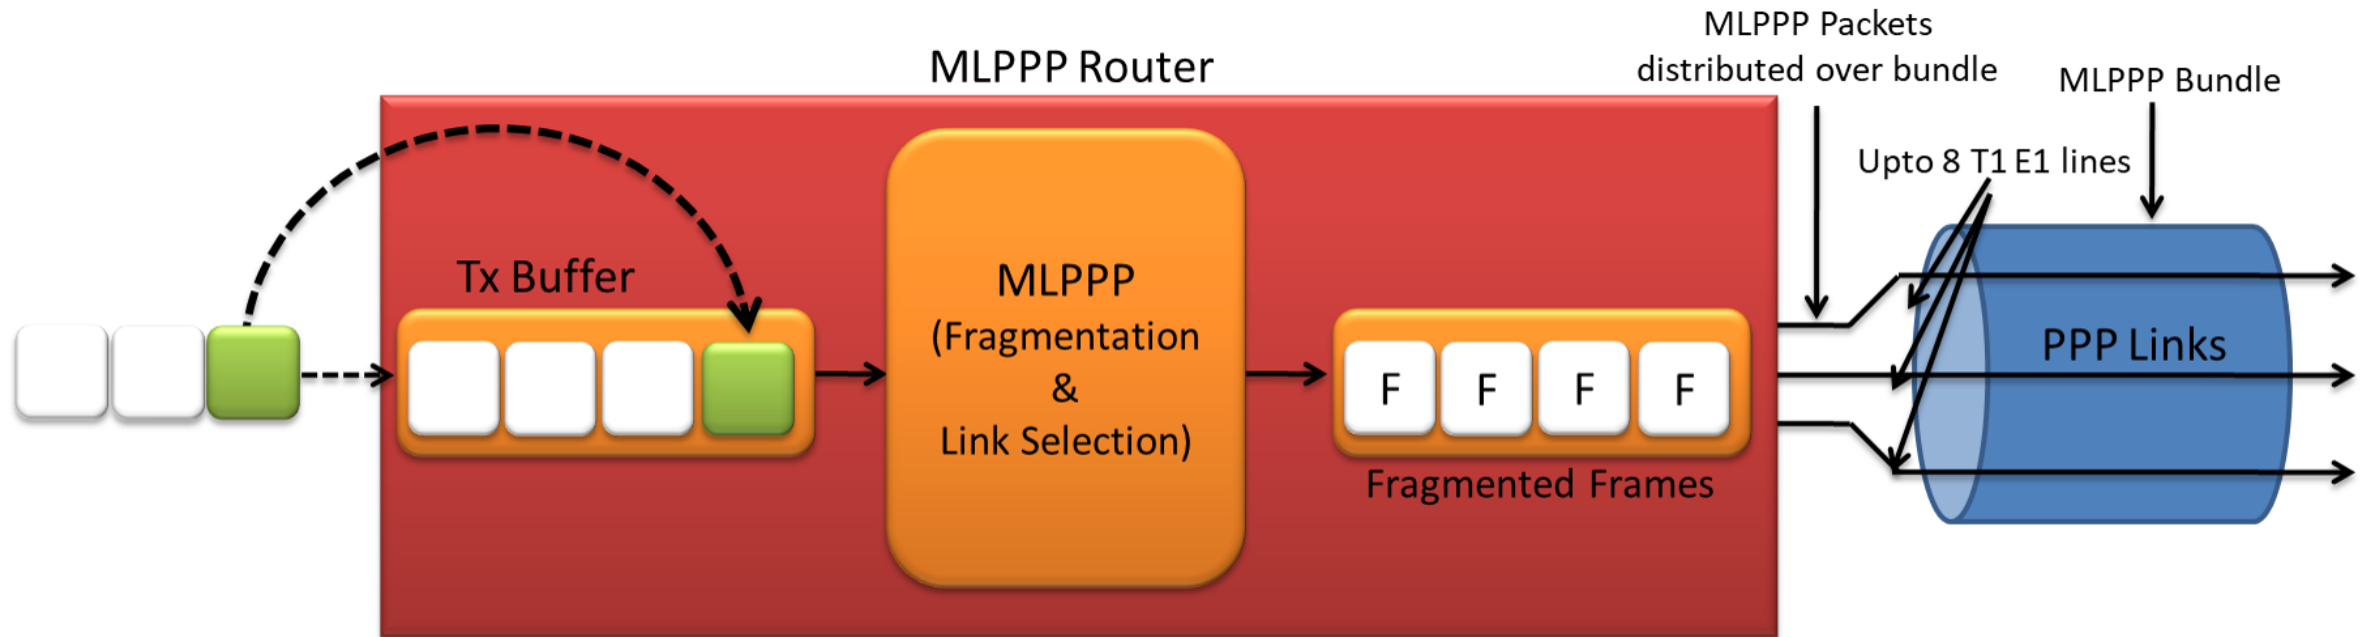 MLPPP Packets
distributed over bundle
MLPPP Router
MLPPP Bundle
Upto 8 T1 E1 lines
Tx Buffer
MLPPP
(Fragmentation
&
Link Selection)
PPP Links
F F F F
Fragmented Frames